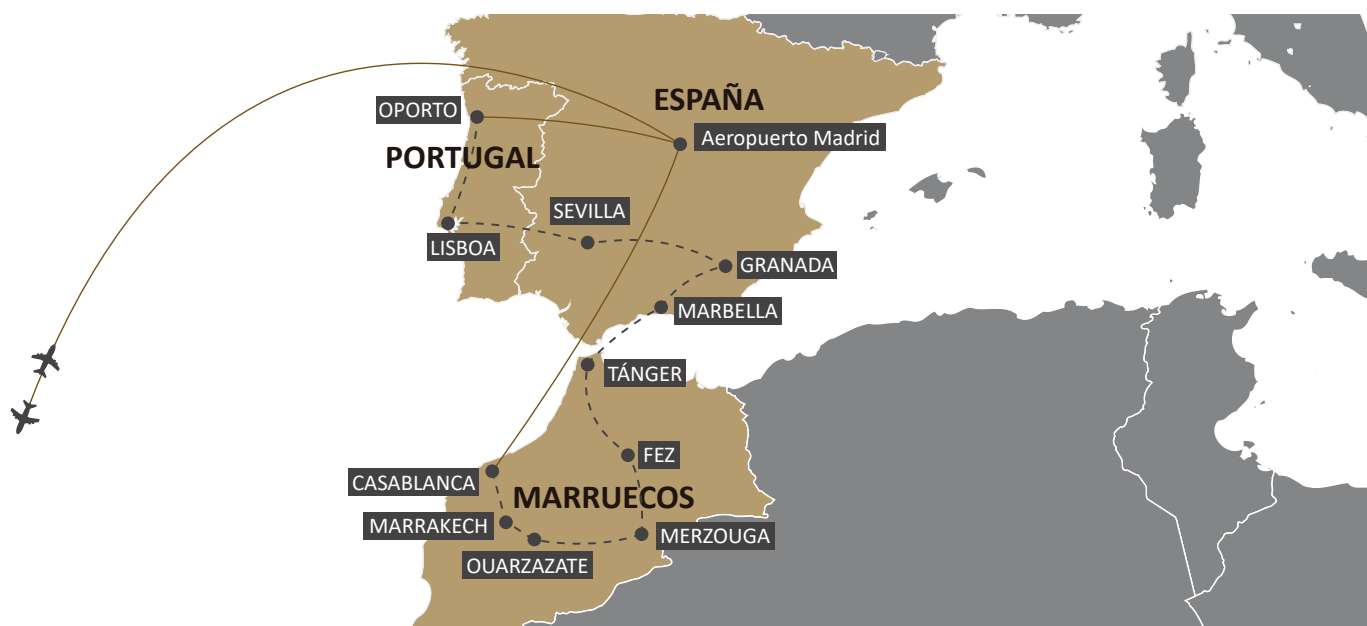 ESPAÑA
OPORTO
Aeropuerto Madrid
PORTUGAL
SEVILLA
LISBOA
GRANADA
MARBELLA
TÁNGER
FEZ
CASABLANCA
MARRUECOS
MARRAKECH
MERZOUGA
OUARZAZATE